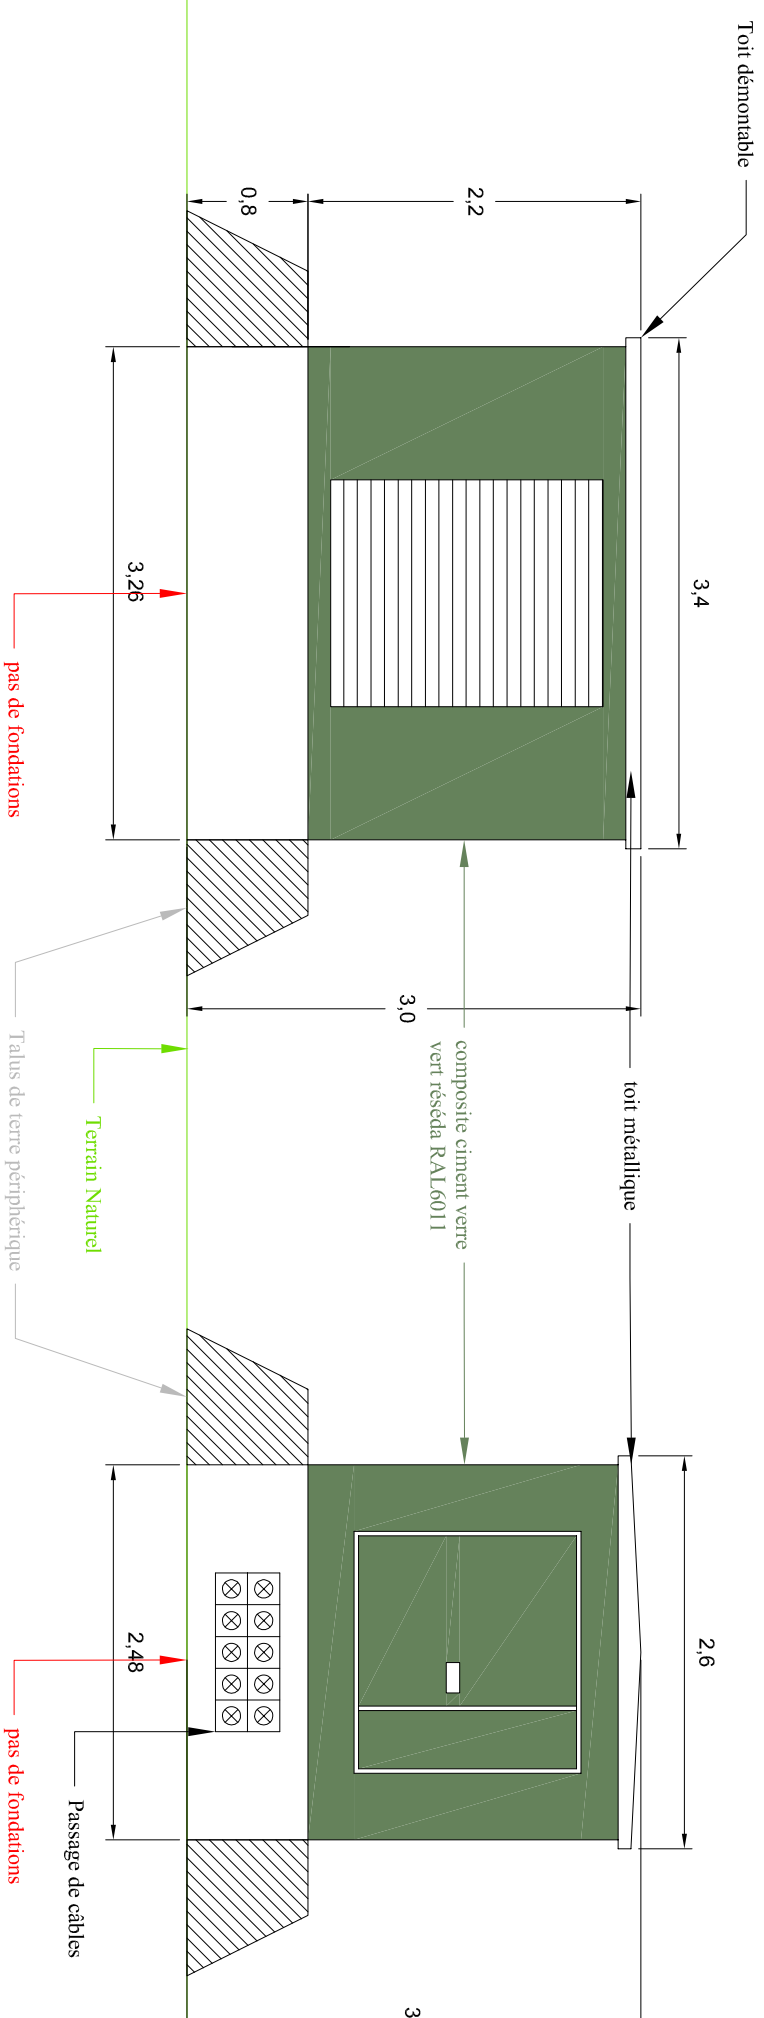 Toit démontable
3,4
2,2
0,8
3,26
pas de fondations
toit métallique
composite ciment verre
vert réséda RAL6011
3,0
Terrain Naturel
Talus de terre périphérique
2,6
2,48
Passage de câbles
pas de fondations
3